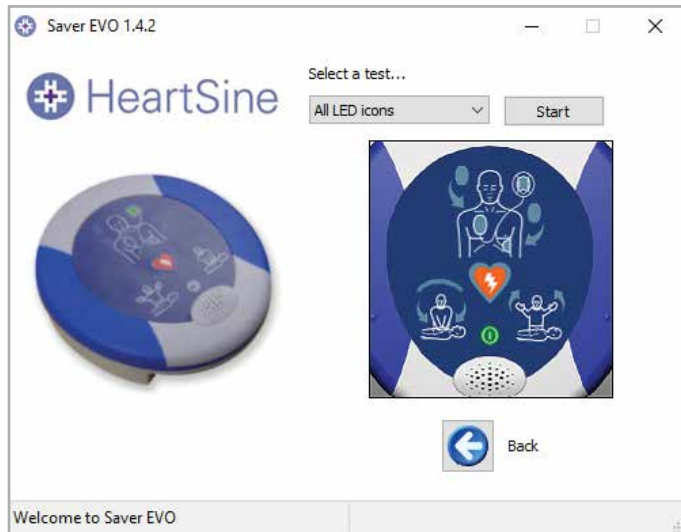 Saver EVO 1.4.2
HeartSine
Select a test...
All LED icons
Start
Back
Welcome to Saver EVO